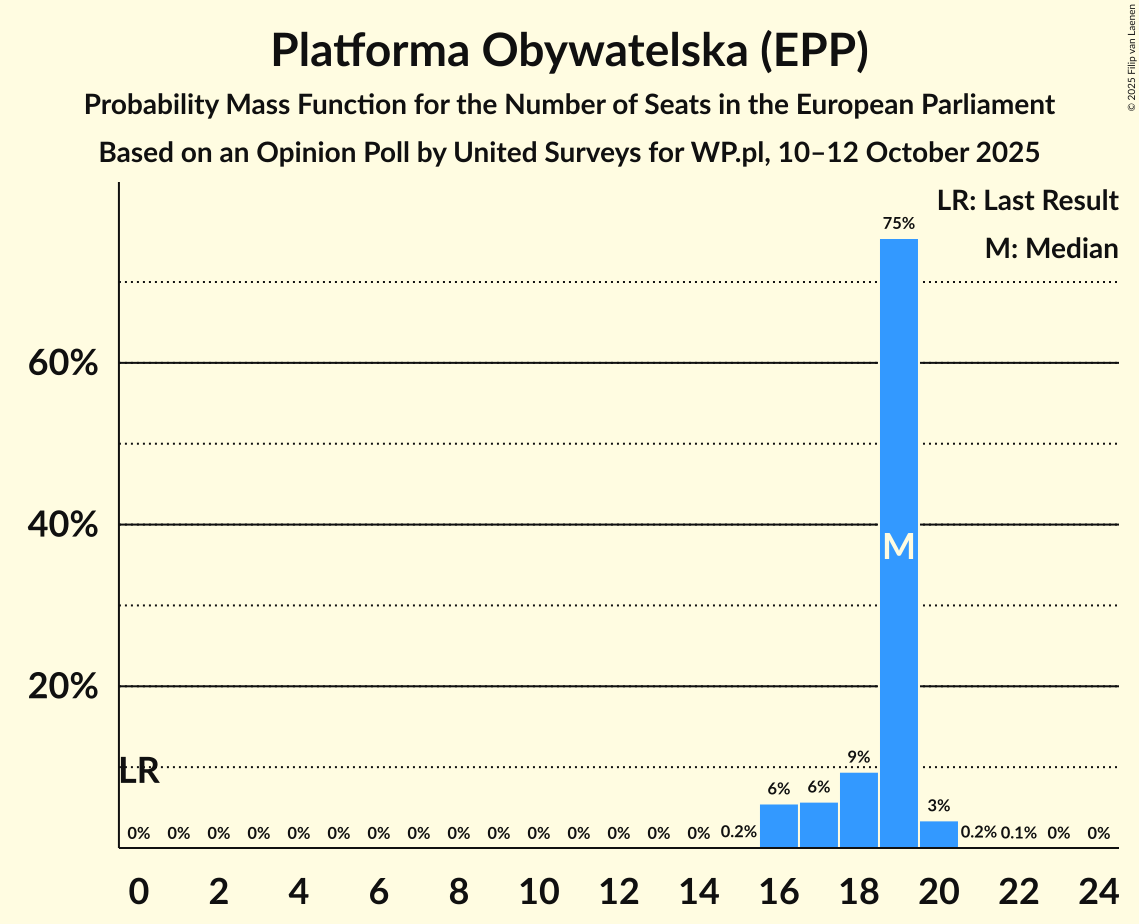 Platforma Obywatelska (EPP)
Probability Mass Function for the Number of Seats in the European Parliament
Based on an Opinion Poll by United Surveys for WP.pl, 10–12 October 2025
© 2025 Filip van Laenen
LR: Last Result
M: Median
75%
60%
40%
M
20%
LR
0% 0% 0% 0% 0% 0% 0% 0% 0% 0% 0% 0% 0% 0% 0% 0.2% 6% 6% 9% 3% 0.2% 0.1% 0% 0%
0 2 4 6 8 10 12 14 16 18 20 22 24